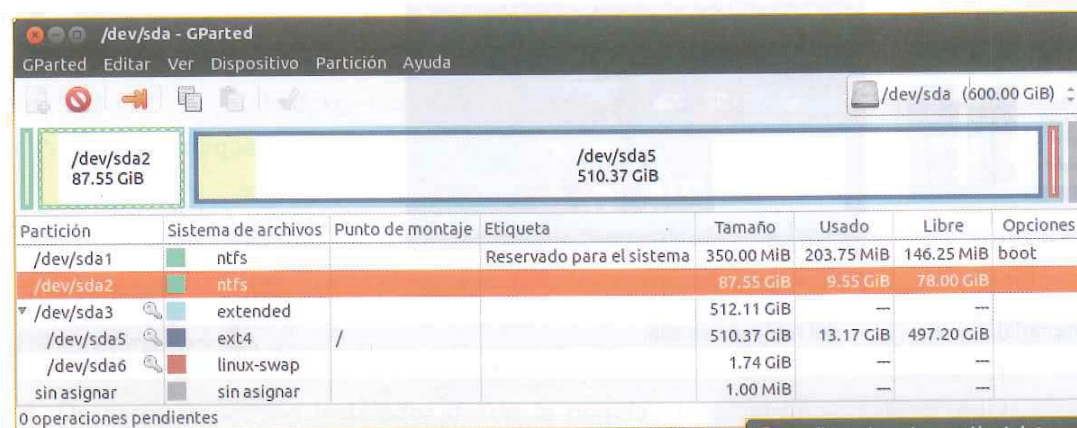 /dev/sda - GParted
GParted Editar Ver Dispositivo Partición Ayuda
/dev/sda (600.00 GiB)
/dev/sda2
87.55 GiB
/dev/sda5
510.37 GiB
Partición Sistema de archivos Punto de montaje Etiqueta Tamaño Usado Libre Opciones
/dev/sda1 ntfs Reservado para el sistema 350.00 MiB 203.75 MiB 146.25 MiB boot
/dev/sda2 ntfs 87.55 GiB 9.55 GiB 78.00 GiB
/dev/sda3 extended 512.11 GiB --- ---
/dev/sda5 ext4 / 510.37 GiB 13.17 GiB 497.20 GiB
/dev/sda6 linux-swap 1.74 GiB --- ---
sin asignar sin asignar 1.00 MiB --- ---
0 operaciones pendientes